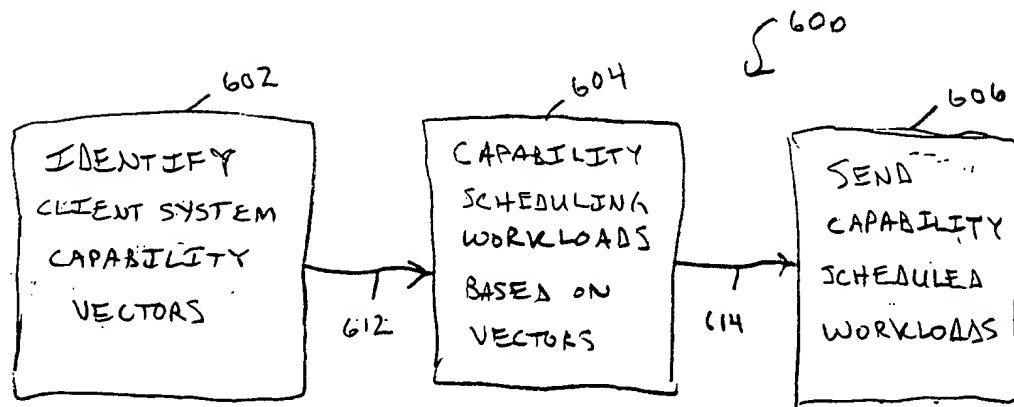 600
602
IDENTIFY
CLIENT SYSTEM
CAPABILITY
VECTORS
612
604
CAPABILITY
SCHEDULING
WORKLOADS
BASED ON
VECTORS
614
606
SEND
CAPABILITY
SCHEDULED
WORKLOADS